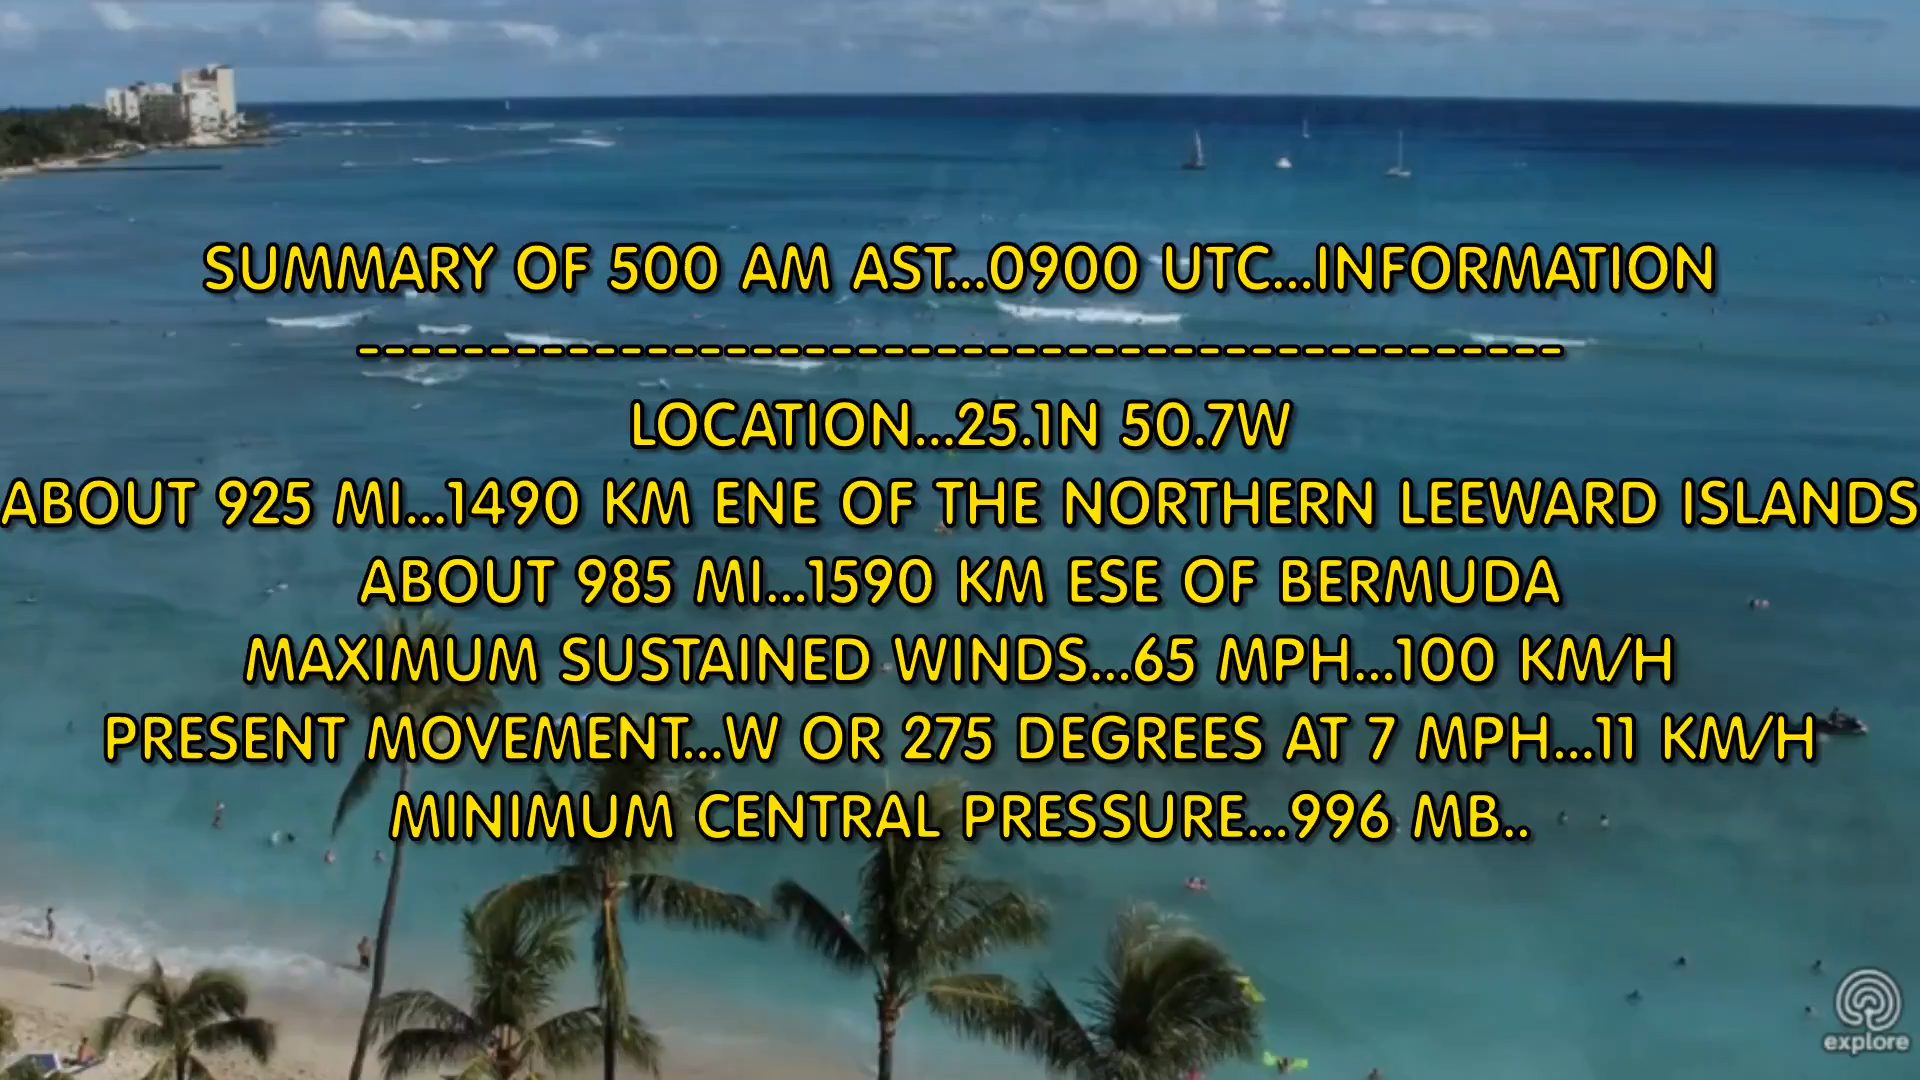 SUMMARY OF 500 AM AST...0900 UTC...INFORMATION
----------------------------------------------
LOCATION...25.1N 50.7W
ABOUT 925 MI...1490 KM ENE OF THE NORTHERN LEEWARD ISLANDS
ABOUT 985 MI...1590 KM ESE OF BERMUDA
MAXIMUM SUSTAINED WINDS...65 MPH...100 KM/H
PRESENT MOVEMENT...W OR 275 DEGREES AT 7 MPH...11 KM/H
MINIMUM CENTRAL PRESSURE...996 MB..
explore